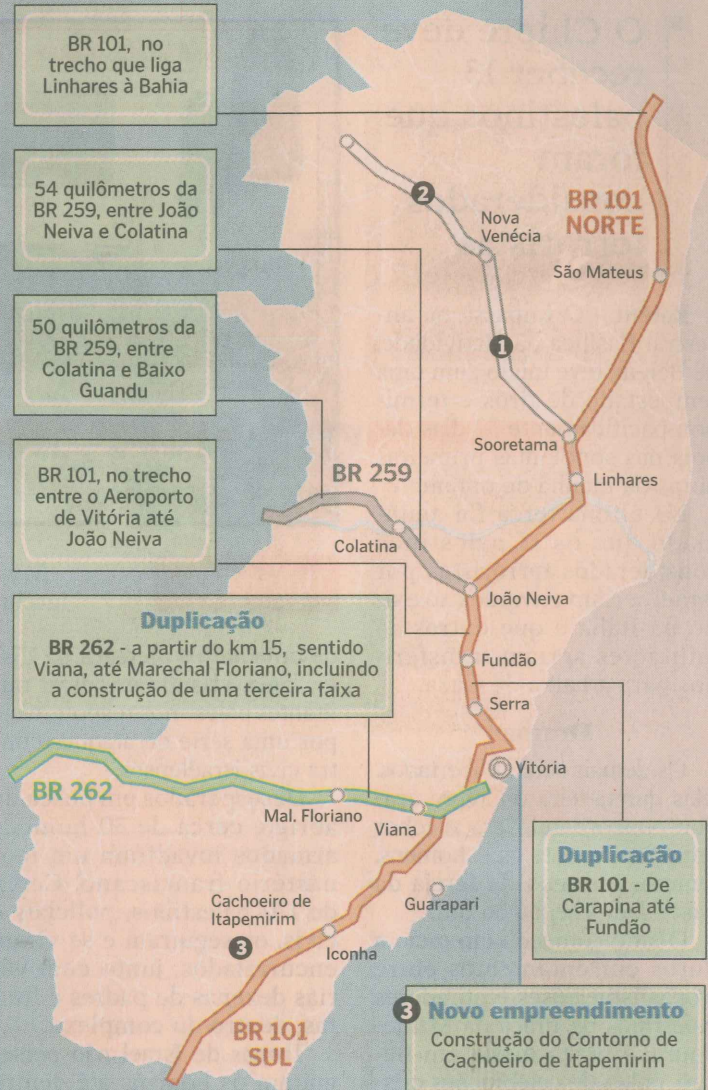 BR 101, no
trecho que liga
Linhares à Bahia
54 quilômetros da
BR 259, entre João
Neiva e Colatina
50 quilômetros da
BR 259, entre
Colatina e Baixo
Guandu
BR 101, no trecho
entre o Aeroporto
de Vitória até
João Neiva
Duplicação
BR 262 - a partir do km 15, sentido
Viana, até Marechal Floriano, incluindo
a construção de uma terceira faixa
2
Nova
Venécia
BR 101
NORTE
São Mateus
1
Sooretama
Linhares
BR 259
Colatina
João Neiva
Fundão
Serra
Vitória
BR 262
Mal. Floriano
Viana
Guarapari
Cachoeiro de
Itapemirim
3
Iconha
BR 101
SUL
Duplicação
BR 101 - De
Carapina até
Fundão
3 Novo empreendimento
Construção do Contorno de
Cachoeiro de Itapemirim